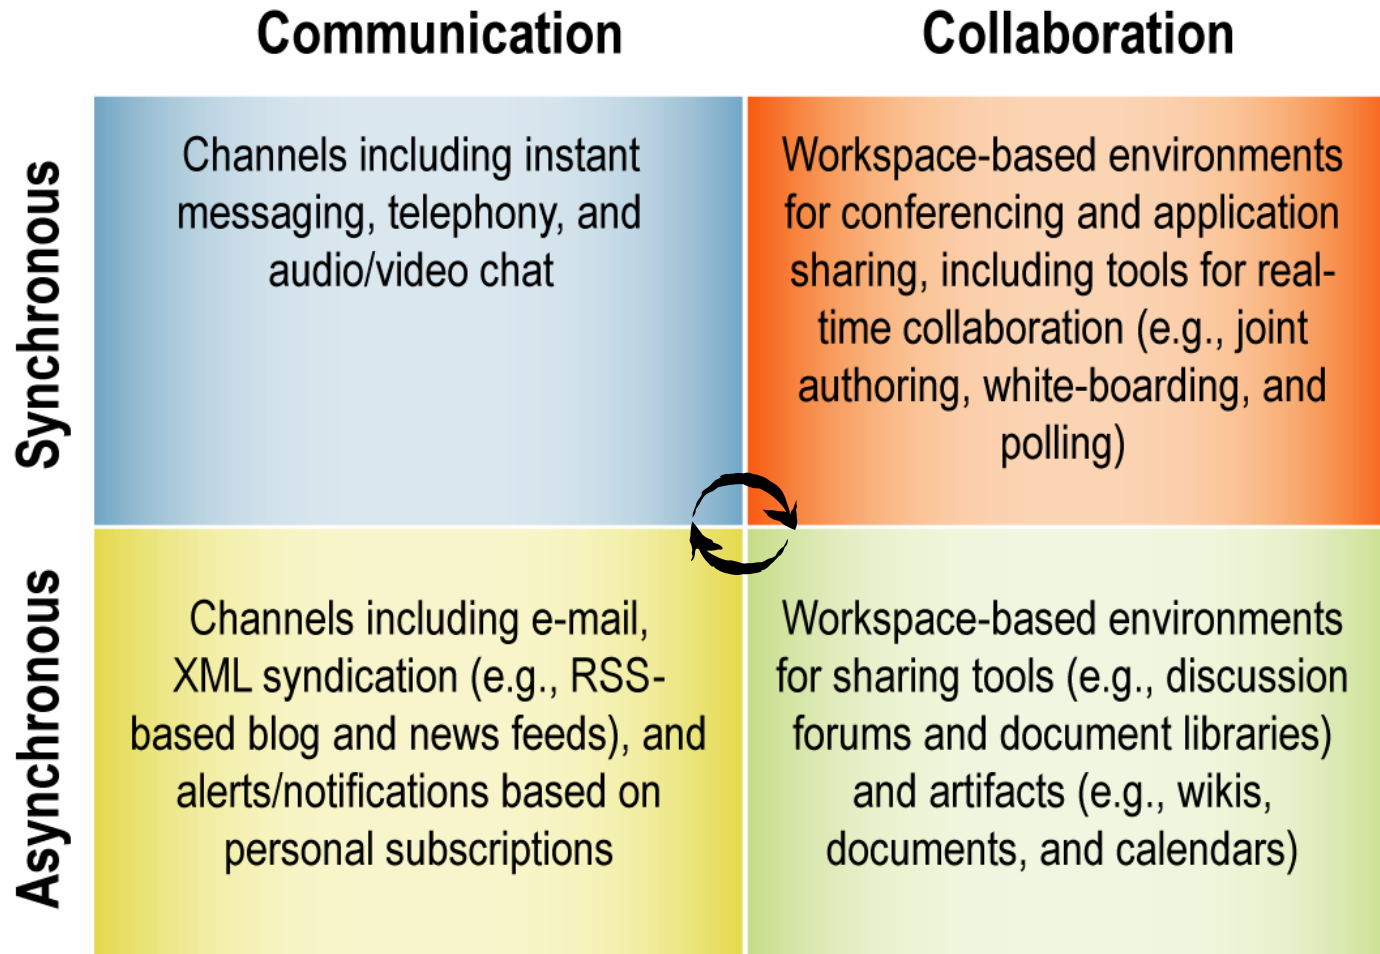 Communication
Collaboration
Synchronous
Channels including instant
messaging, telephony, and
audio/video chat
Workspace-based environments
for conferencing and application
sharing, including tools for real-
time collaboration (e.g., joint
authoring, white-boarding, and
polling)
Asynchronous
Channels including e-mail,
XML syndication (e.g., RSS-
based blog and news feeds), and
alerts/notifications based on
personal subscriptions
Workspace-based environments
for sharing tools (e.g., discussion
forums and document libraries)
and artifacts (e.g., wikis,
documents, and calendars)